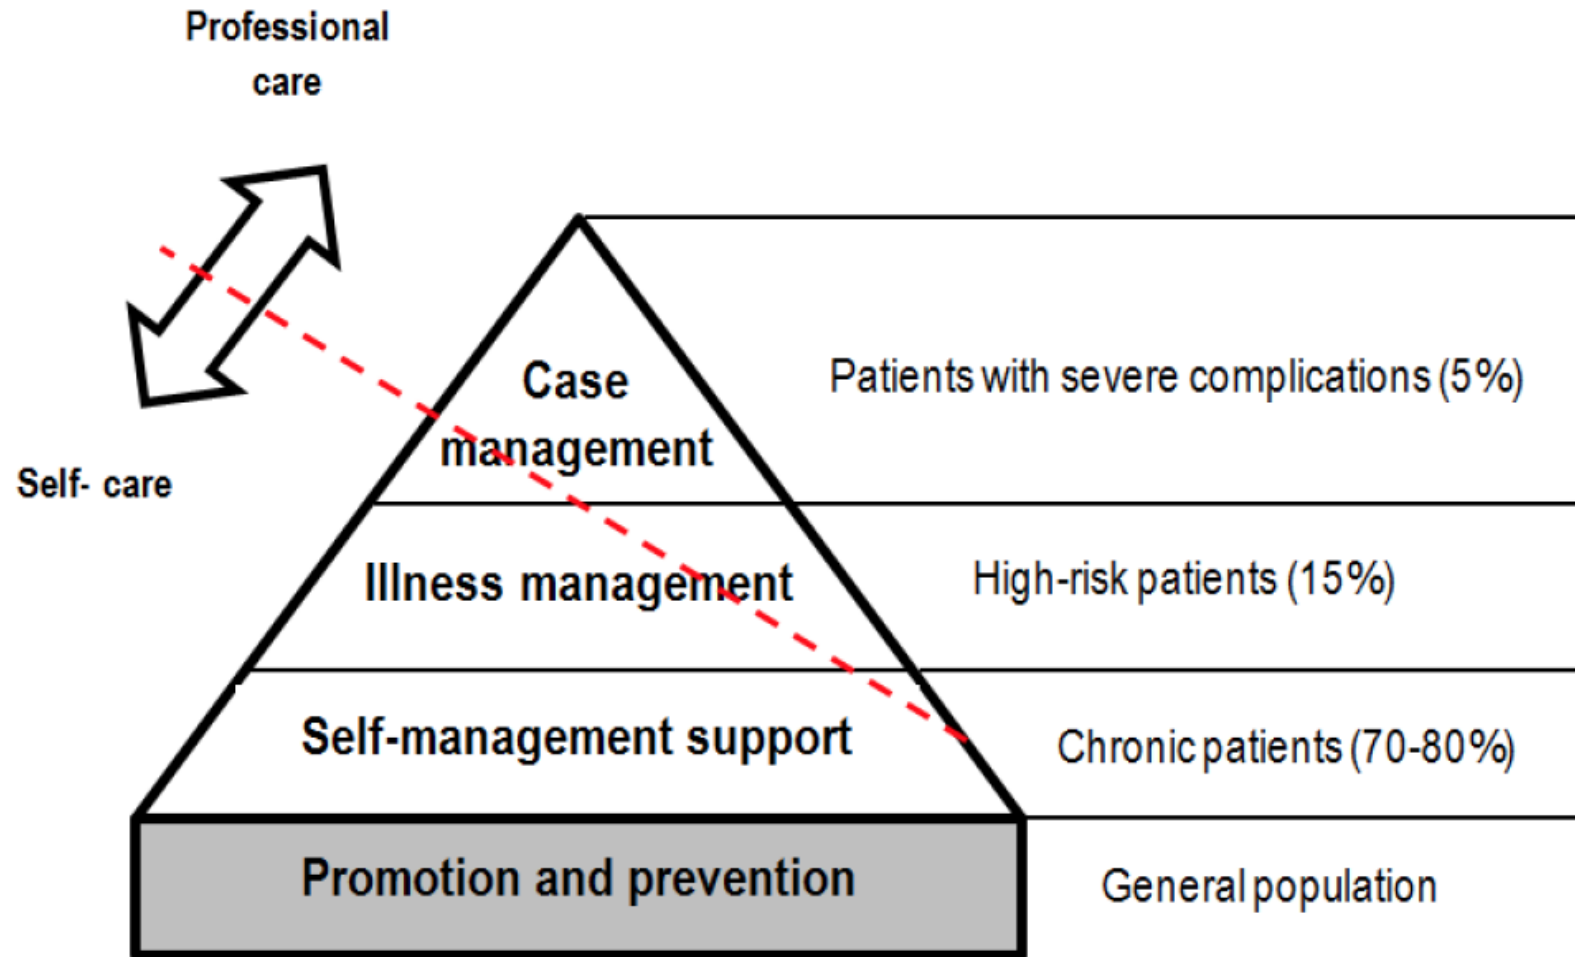 Professional
care
Self- care
Case
management
Patients with severe complications (5%)
Illness management
High-risk patients (15%)
Self-management support
Chronic patients (70-80%)
Promotion and prevention
General population